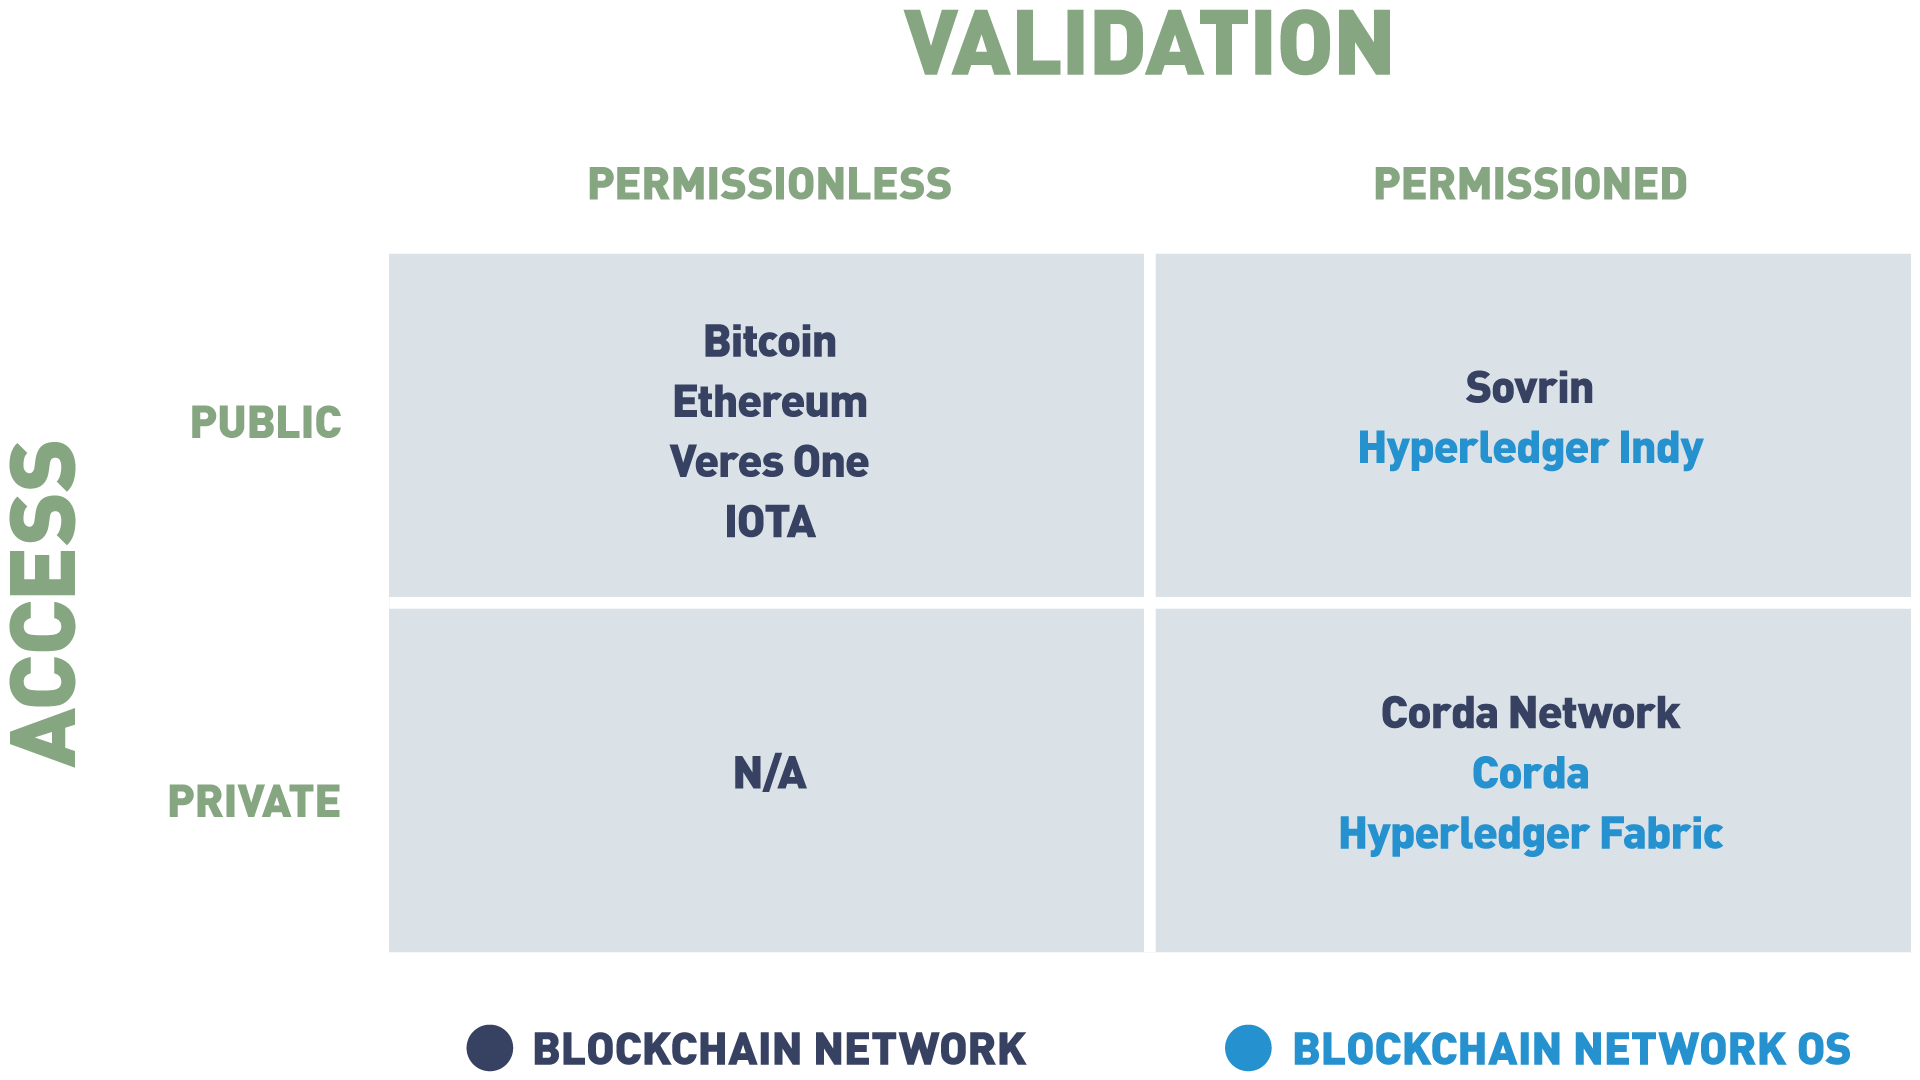 VALIDATION
PERMISSIONLESS
PERMISSIONED
ACCESS
PUBLIC
Bitcoin
Ethereum
Veres One
IOTA
Sovrin
Hyperledger Indy
PRIVATE
N/A
Corda Network
Corda
Hyperledger Fabric
BLOCKCHAIN NETWORK
BLOCKCHAIN NETWORK OS